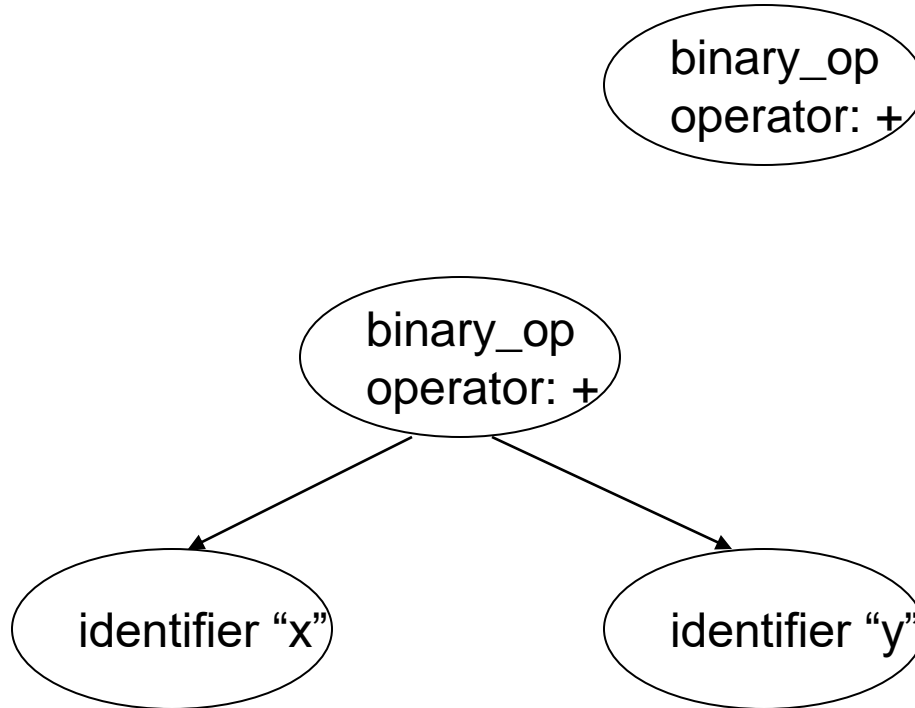 binary_op
operator: +
binary_op
operator: +
identifier “x”
identifier “y”